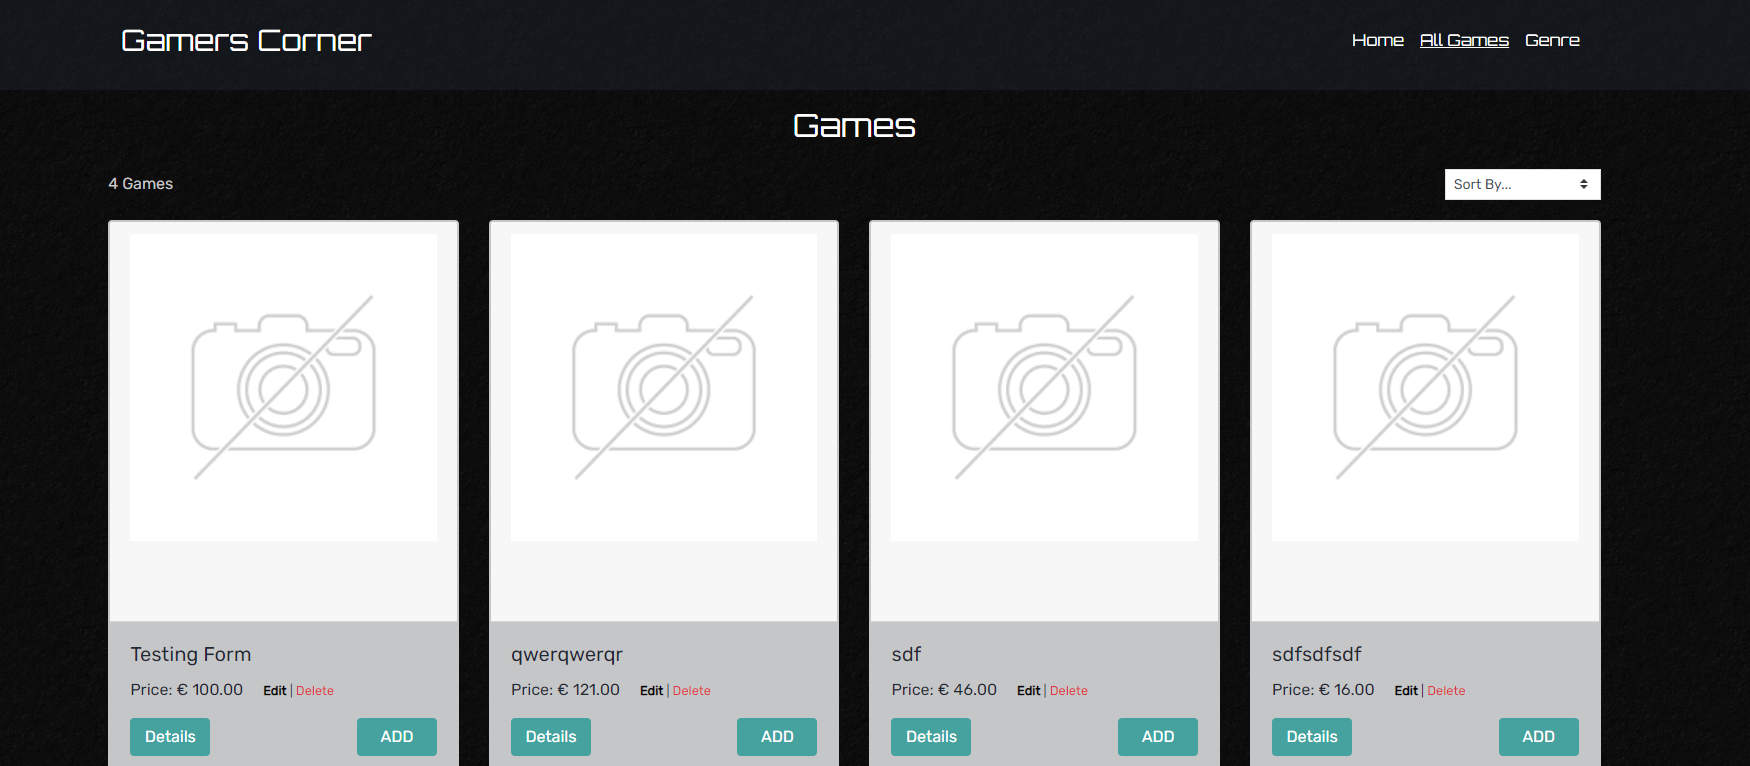 Gamers Corner
Home All Games Genre
Games
4 Games
Sort By...
Testing Form
Price: € 100.00 Edit | Delete
Details ADD
qwerqwerqr
Price: € 121.00 Edit | Delete
Details ADD
sdf
Price: € 46.00 Edit | Delete
Details ADD
sdfsdfsdf
Price: € 16.00 Edit | Delete
Details ADD